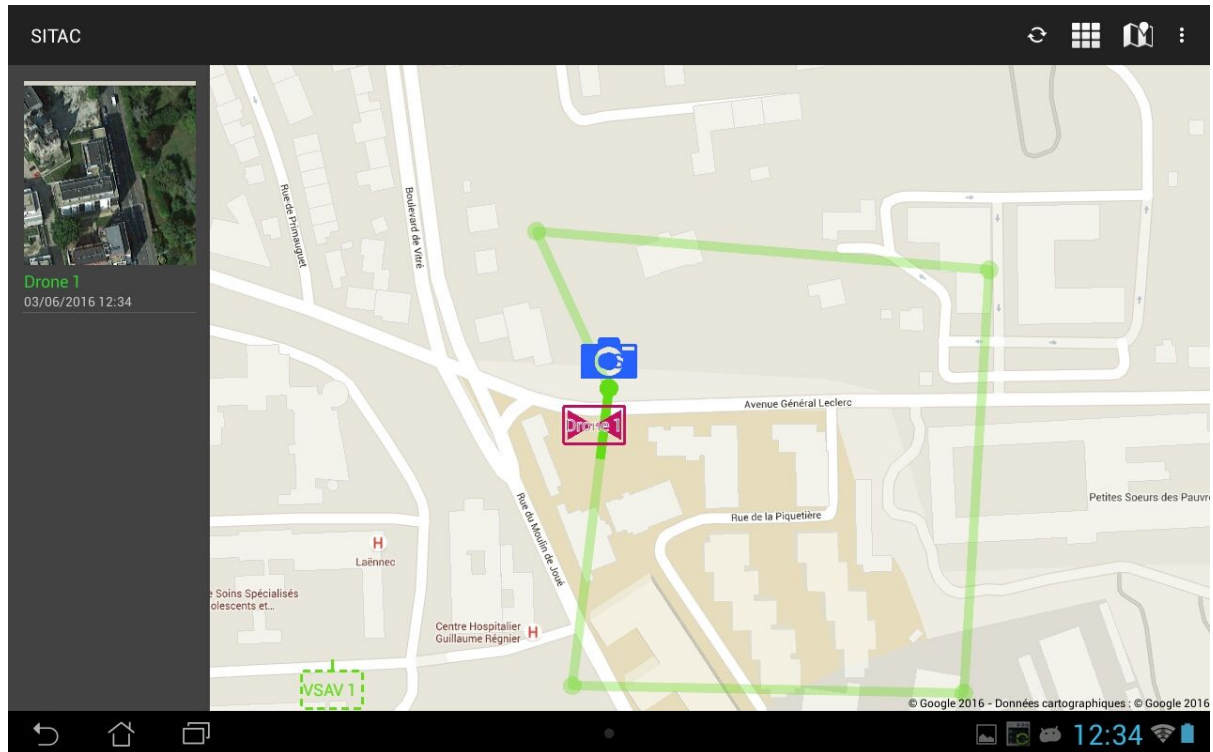 SITAC
Drone 1
03/06/2016 12:34
Rue de Primauguet
Boulevard de Vitré
Avenue Général Leclerc
Drone 1
Petites Soeurs des Pauvr
Rue de la Piquetière
Rue du Moulin de Joué
H
Laënnec
e Soins Spécialisés
olescents et...
Centre Hospitalier
Guillaume Régnier
H
VSAV 1
© Google 2016 - Données cartographiques : © Google 2016
12:34